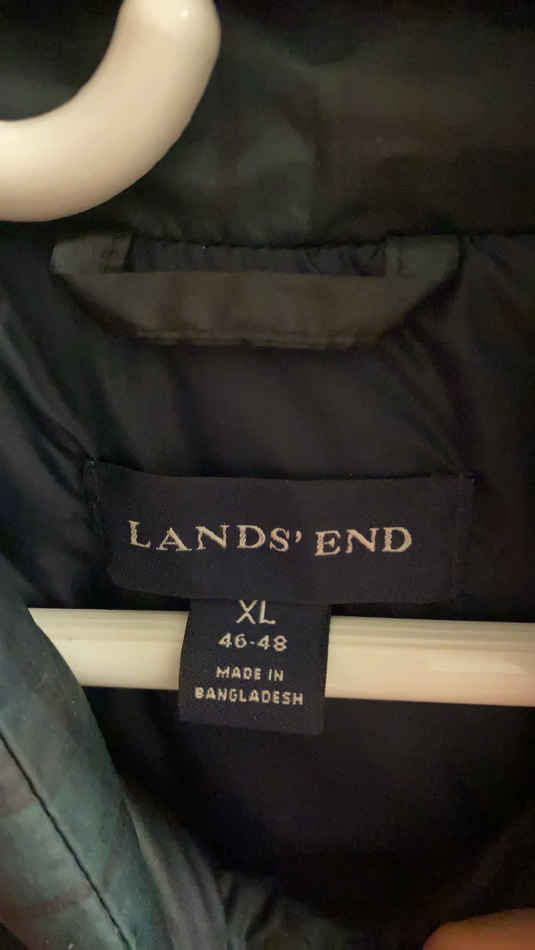 LANDS' END
XL
46-48
MADE IN
BANGLADESH